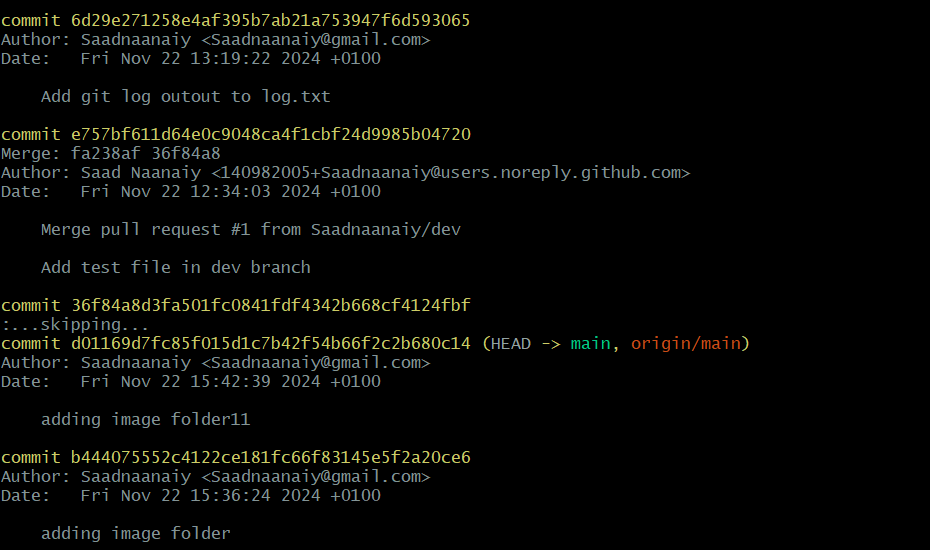 commit 6d29e271258e4af395b7ab21a753947f6d593065
Author: Saadnaanaiy <Saadnaanaiy@gmail.com>
Date:   Fri Nov 22 13:19:22 2024 +0100
    Add git log outout to log.txt
commit e757bf611d64e0c9048ca4f1cbf24d9985b04720
Merge: fa238af 36f84a8
Author: Saad Naanaiy <140982005+Saadnaanaiy@users.noreply.github.com>
Date:   Fri Nov 22 12:34:03 2024 +0100
    Merge pull request #1 from Saadnaanaiy/dev
    Add test file in dev branch
commit 36f84a8d3fa501fc0841fdf4342b668cf4124fbf
:...skipping...
commit d01169d7fc85f015d1c7b42f54b66f2c2b680c14 (HEAD -> main, origin/main)
Author: Saadnaanaiy <Saadnaanaiy@gmail.com>
Date:   Fri Nov 22 15:42:39 2024 +0100
    adding image folder11
commit b444075552c4122ce181fc66f83145e5f2a20ce6
Author: Saadnaanaiy <Saadnaanaiy@gmail.com>
Date:   Fri Nov 22 15:36:24 2024 +0100
    adding image folder